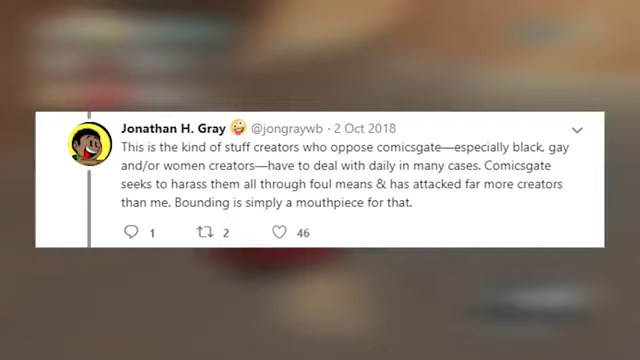 Jonathan H. Gray 🤪 @jongraywb · 2 Oct 2018
This is the kind of stuff creators who oppose comicsgate—especially black, gay
and/or women creators—have to deal with daily in many cases. Comicsgate
seeks to harass them all through foul means & has attacked far more creators
than me. Bounding is simply a mouthpiece for that.
1 2 46